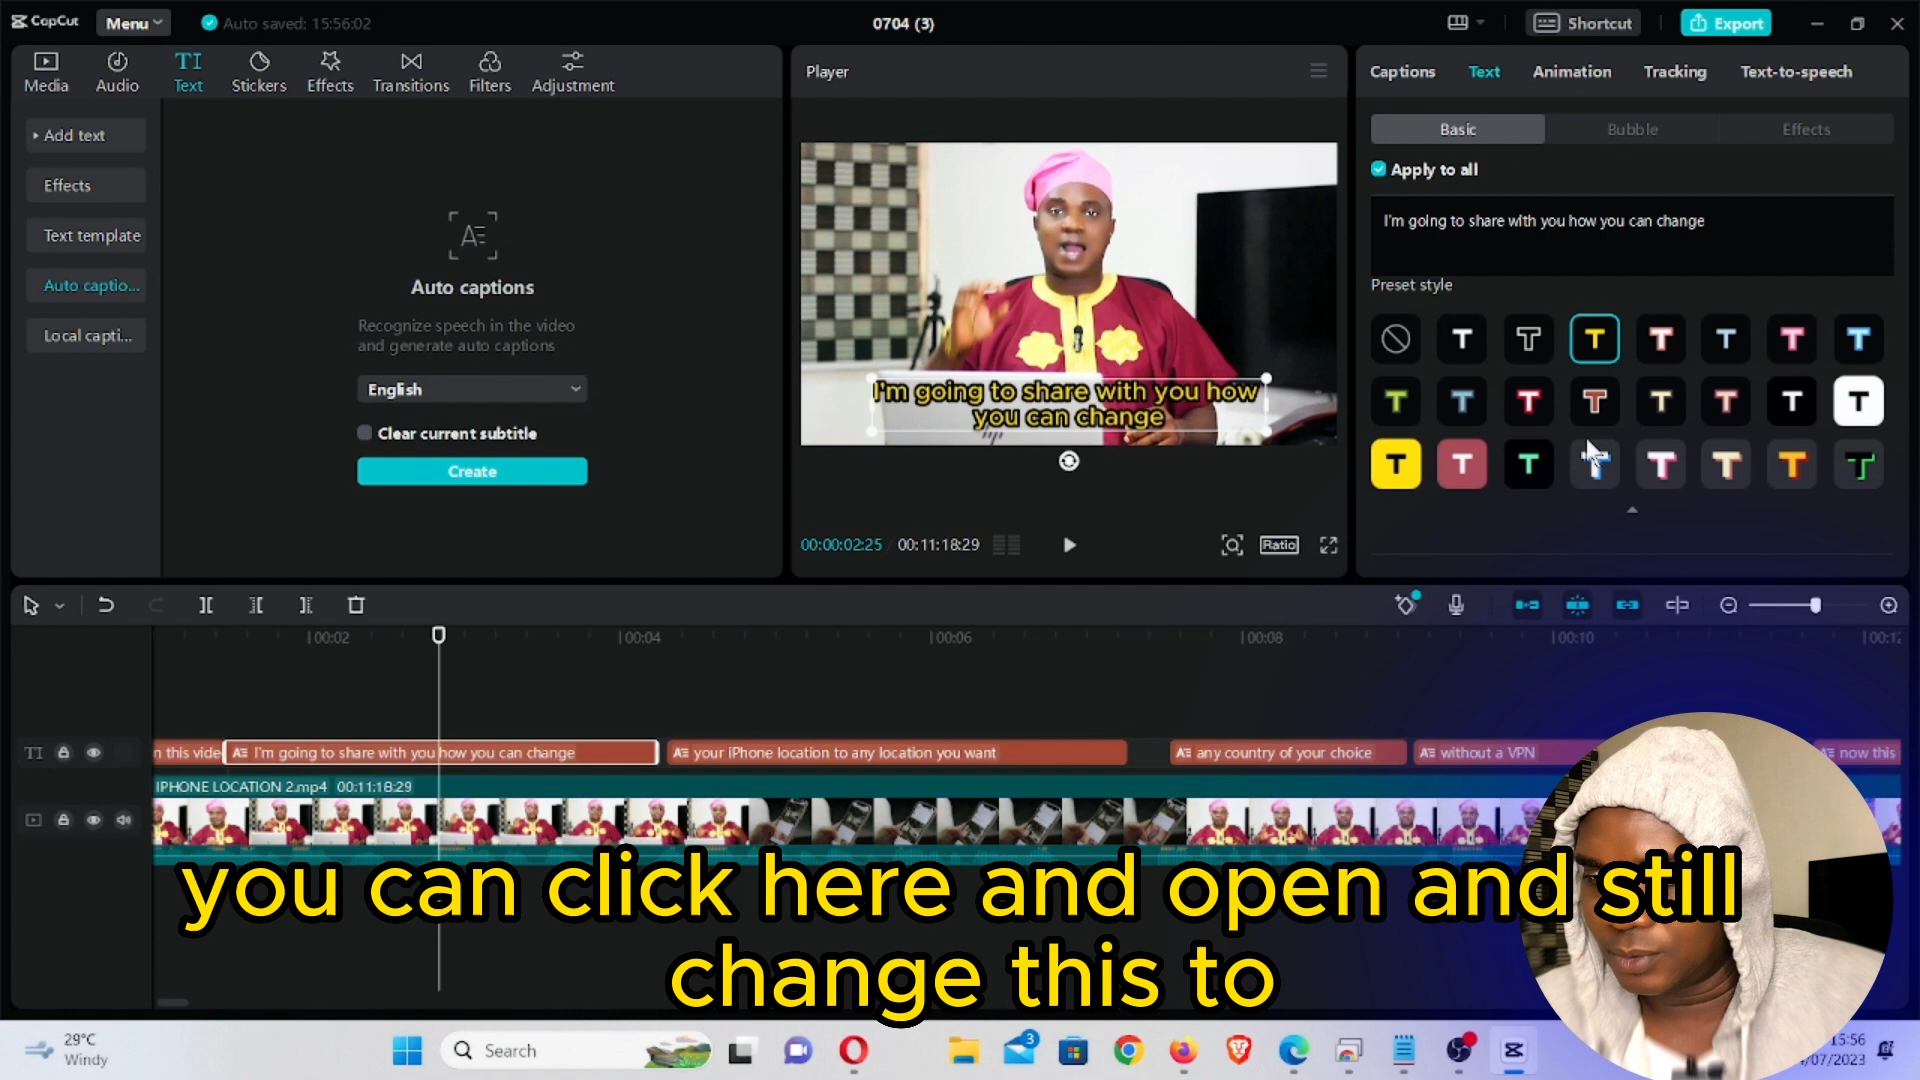 CapCut
Menu
Auto saved: 15:56:02
0704 (3)
Shortcut
Export
Media
Audio
TI
Text
Stickers
Effects
Transitions
Filters
Adjustment
Add text
Effects
Text template
Auto captio...
Local capti...
Auto captions
Recognize speech in the video
and generate auto captions
English
Clear current subtitle
Create
Player
I'm going to share with you how
you can change
00:00:02:25
00:11:18:29
Ratio
Captions
Text
Animation
Tracking
Text-to-speech
Basic
Bubble
Effects
Apply to all
I'm going to share with you how you can change
Preset style
00:02
00:04
00:06
00:08
00:10
00:12
TI
n this vide
I'm going to share with you how you can change
your iPhone location to any location you want
any country of your choice
without a VPN
now this
IPHONE LOCATION 2.mp4 00:11:18:29
you can click here and open and still
change this to
29°C
Windy
Search
3
15:56
/07/2023